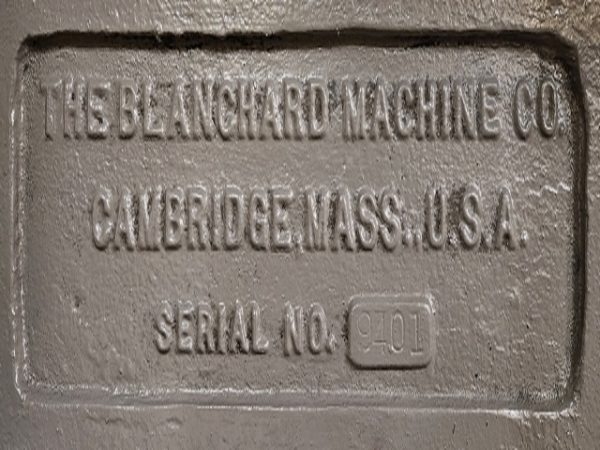 THE BLANCHARD MACHINE CO.
CAMBRIDGE, MASS., U.S.A.
SERIAL NO. 9401